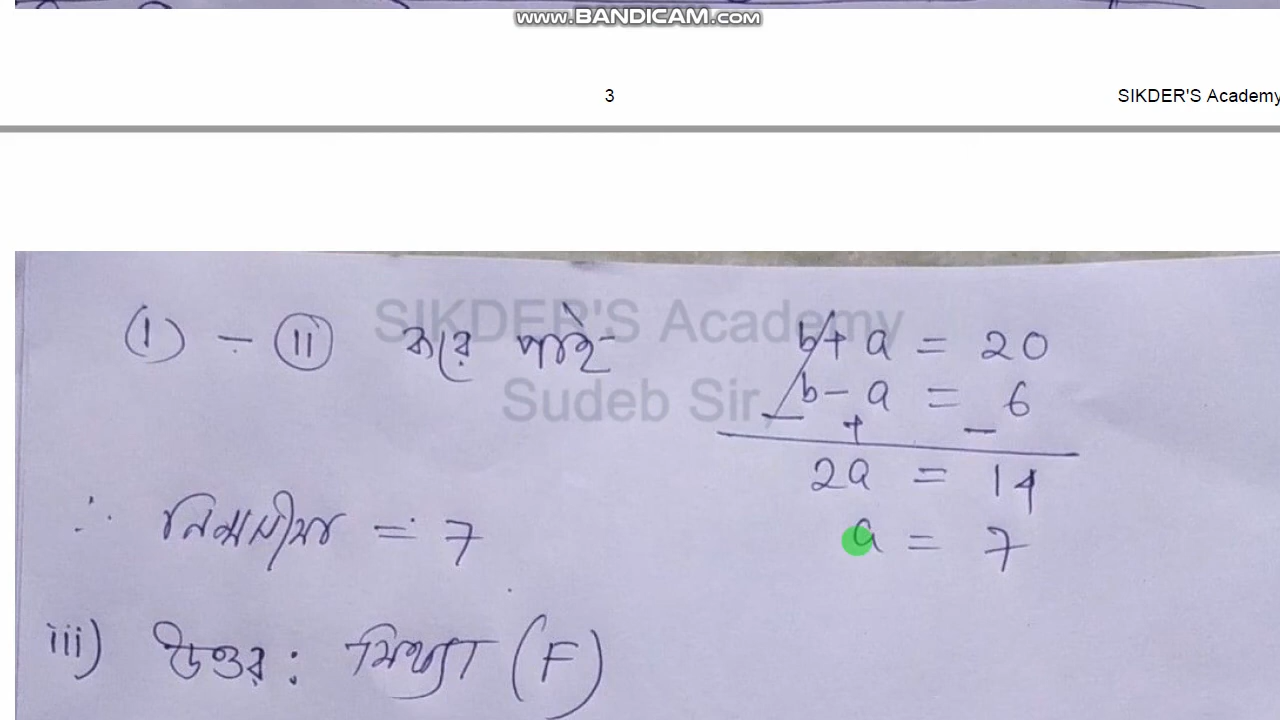 www.BANDICAM.com
3
SIKDER'S Academy
SIKDER'S Academy
Sudeb Sir,
(I) - (II) করে পাই- b + a = 20
b - a = 6
- + -
2a = 14
∴ নিম্নসীমা = 7 a = 7
iii) উত্তর: মিথ্যা (F)